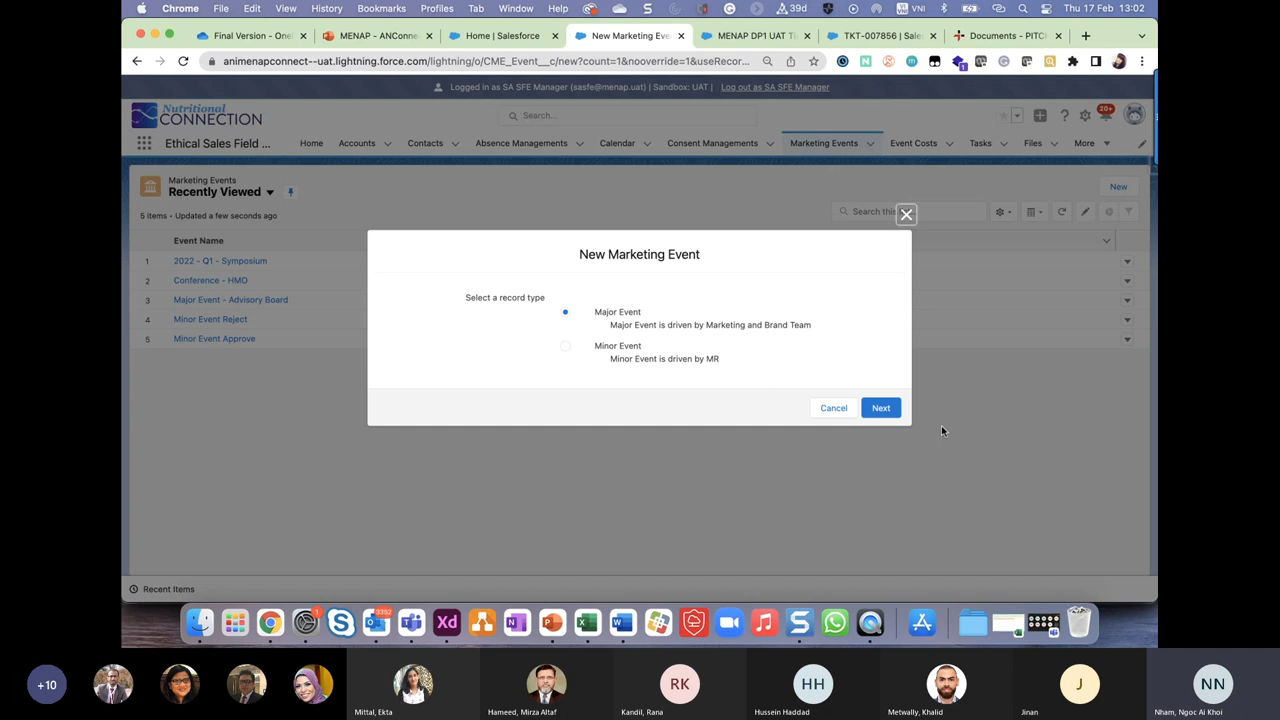 Chrome File Edit View History Bookmarks Profiles Tab Window Help 39d VNI Thu 17 Feb 13:02
Final Version - One MENAP - ANConne Home | Salesforce New Marketing Eve MENAP DP1 UAT T TKT-007856 | Sale Documents - PITCH
animenapconnect--uat.lightning.force.com/lightning/o/CME_Event__c/new?count=1&nooverride=1&useRecor...
Logged in as SA SFE Manager (sasfe@menap.uat) | Sandbox: UAT | Log out as SA SFE Manager
Nutritional
CONNECTION
Search...
20+
Ethical Sales Field ... Home Accounts Contacts Absence Managements Calendar Consent Managements Marketing Events Event Costs Tasks Files More
Marketing Events
Recently Viewed
New
5 items • Updated a few seconds ago
Search this
Event Name
1 2022 - Q1 - Symposium
2 Conference - HMO
3 Major Event - Advisory Board
4 Minor Event Reject
5 Minor Event Approve
New Marketing Event
Select a record type
Major Event
Major Event is driven by Marketing and Brand Team
Minor Event
Minor Event is driven by MR
Cancel Next
Recent Items
1 3352
Xd
+10 RK HH J NN
Mittal, Ekta Hameed, Mirza Altaf Kandil, Rana Hussein Haddad Metwally, Khalid Jinan Nham, Ngoc Ai Khoi